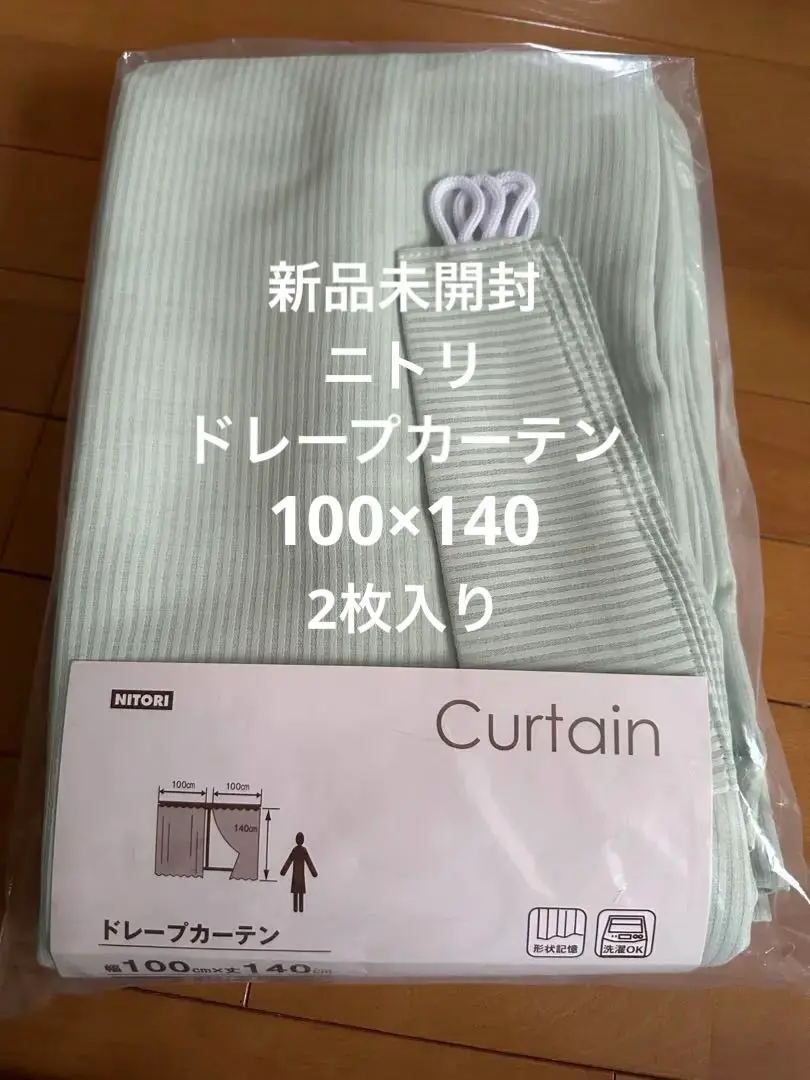 新品未開封
ニトリ
ドレープカーテン
100×140
2枚入り
NITORI
Curtain
100cm 100cm
140cm
ドレープカーテン
形状記憶 洗濯OK
幅100cm×丈140cm